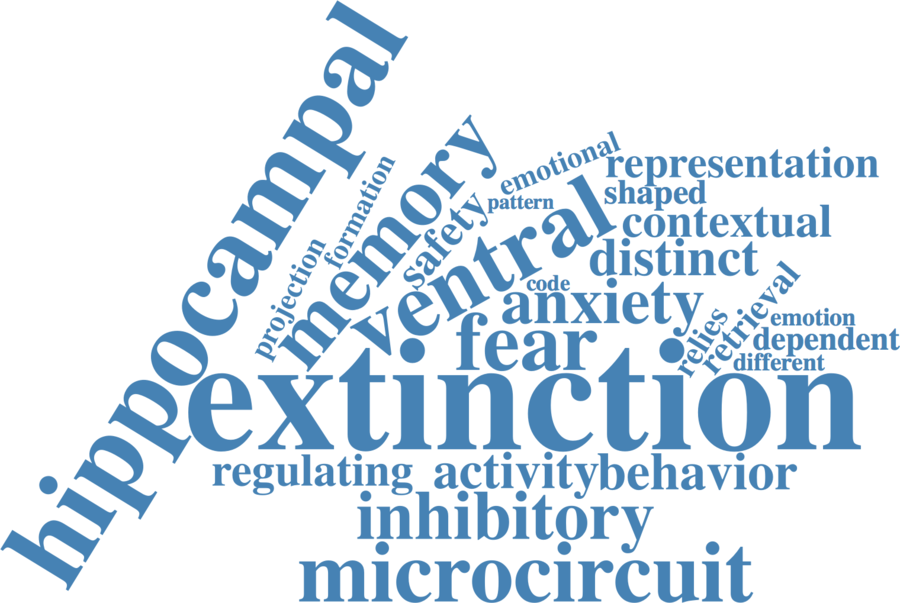 hippocampal
formation
projection
memory
safety
emotional
pattern
ventral
representation
shaped
contextual
distinct
code
anxiety
fear
relies
retrieval
emotion
dependent
different
extinction
regulating
activity
behavior
inhibitory
microcircuit